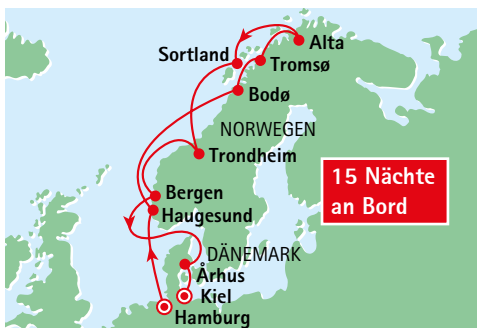 Alta
Sortland
Tromsø
Bodø
NORWEGEN
Trondheim
15 Nächte
an Bord
Bergen
Haugesund
DÄNEMARK
Århus
Kiel
Hamburg